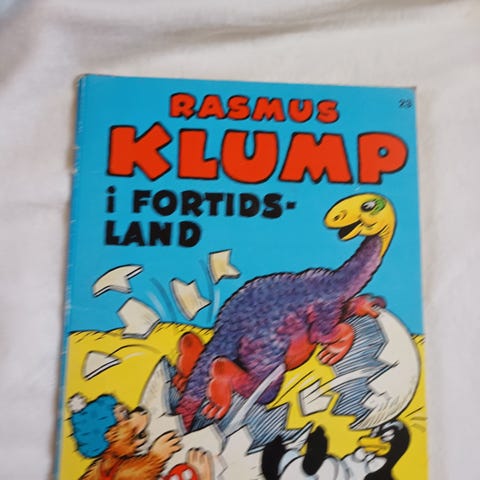 23
RASMUS
KLUMP
i FORTIDS-
LAND